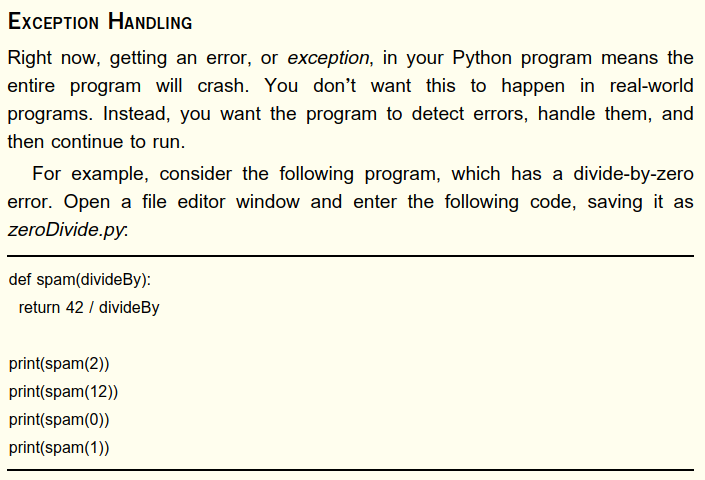 EXCEPTION HANDLING
Right now, getting an error, or exception, in your Python program means the
entire program will crash. You don’t want this to happen in real-world
programs. Instead, you want the program to detect errors, handle them, and
then continue to run.
For example, consider the following program, which has a divide-by-zero
error. Open a file editor window and enter the following code, saving it as
zeroDivide.py:
def spam(divideBy):
  return 42 / divideBy
print(spam(2))
print(spam(12))
print(spam(0))
print(spam(1))